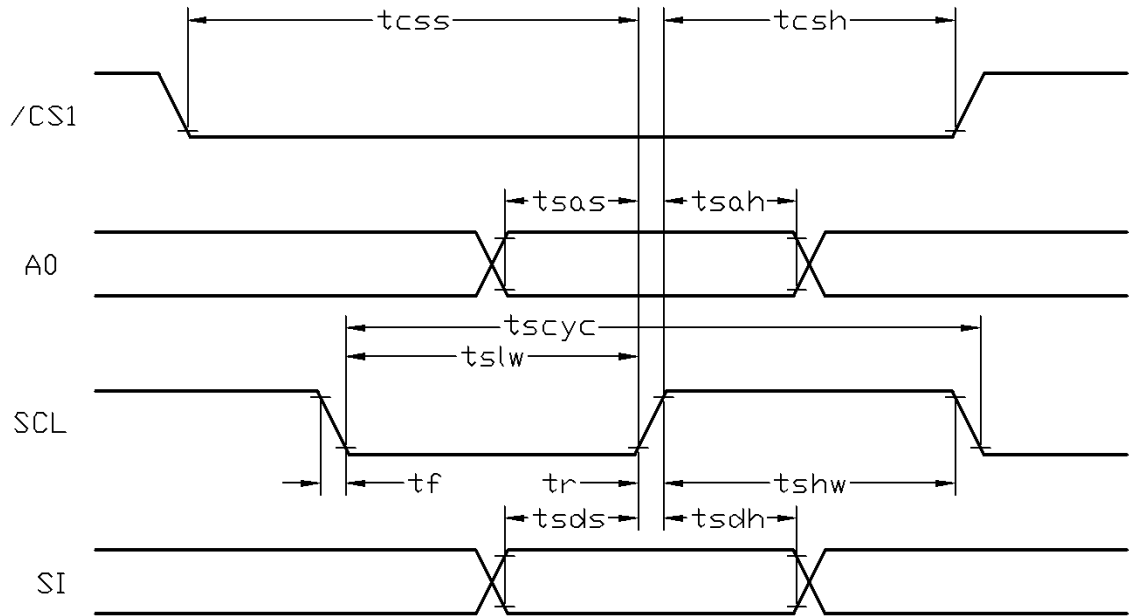 tcss tcsh
/CS1
tsas tsah
A0
tscyc
tslw
SCL
tf tr tshw
tsds tsdh
SI